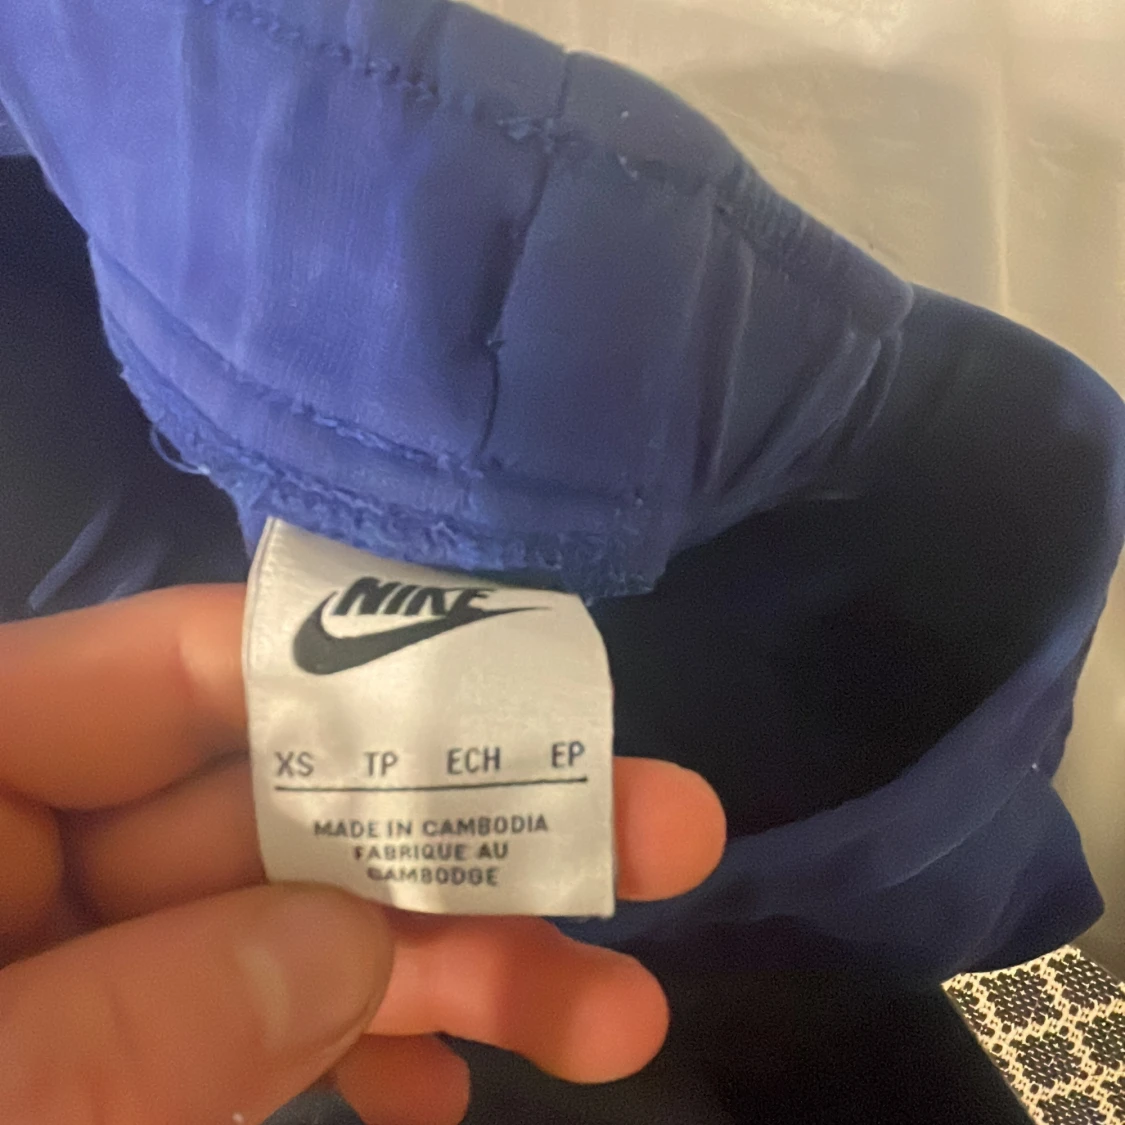 NIKE
XS TP ECH EP
MADE IN CAMBODIA
FABRIQUE AU
CAMBODGE